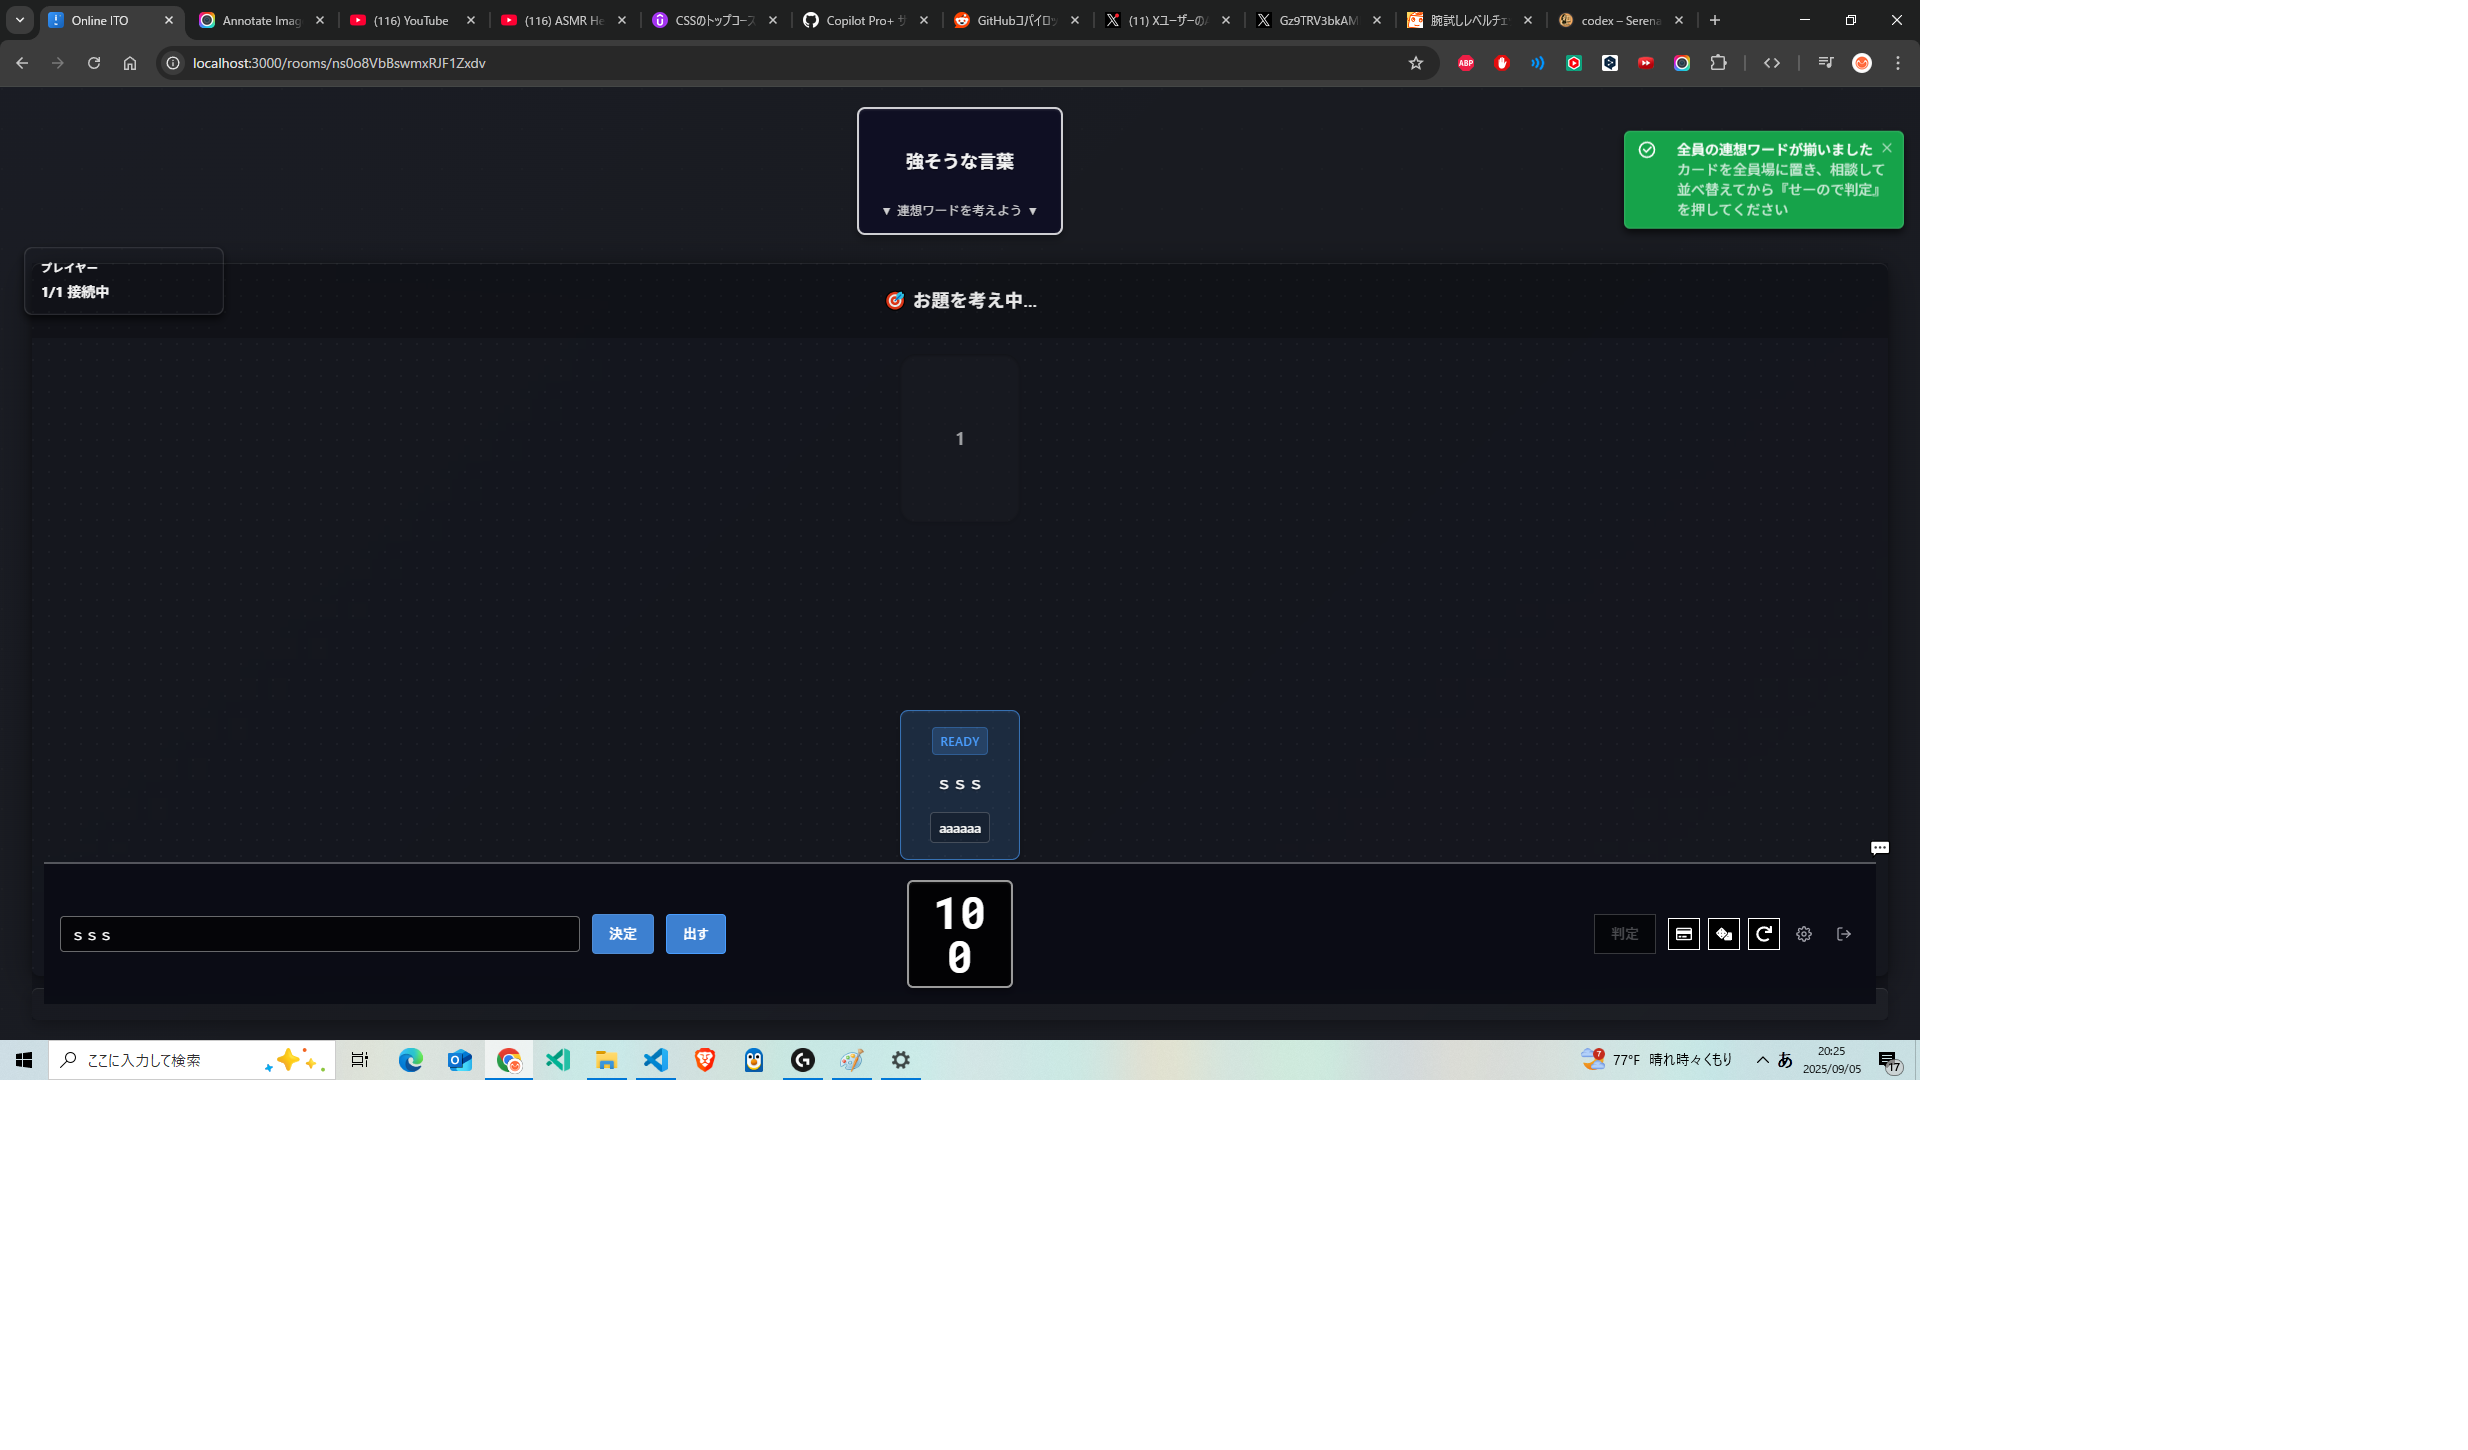 Online ITO
Annotate Imag
(116) YouTube
(116) ASMR He
CSSのトップコース
Copilot Pro+ サ
GitHubコパイロッ
(11) Xユーザーの
Gz9TRV3bkAM
腕試しレベルチェ
codex – Serena
localhost:3000/rooms/ns0o8VbBswmxRJF1Zxdv
ABP
強そうな言葉
▼ 連想ワードを考えよう ▼
全員の連想ワードが揃いました
カードを全員場に置き、相談して
並べ替えてから『せーので判定』
を押してください
プレイヤー
1/1 接続中
🎯 お題を考え中...
1
READY
ｓｓｓ
aaaaaa
ｓｓｓ
決定
出す
10
0
判定
ここに入力して検索
7
77°F 晴れ時々くもり
あ
20:25
2025/09/05
17